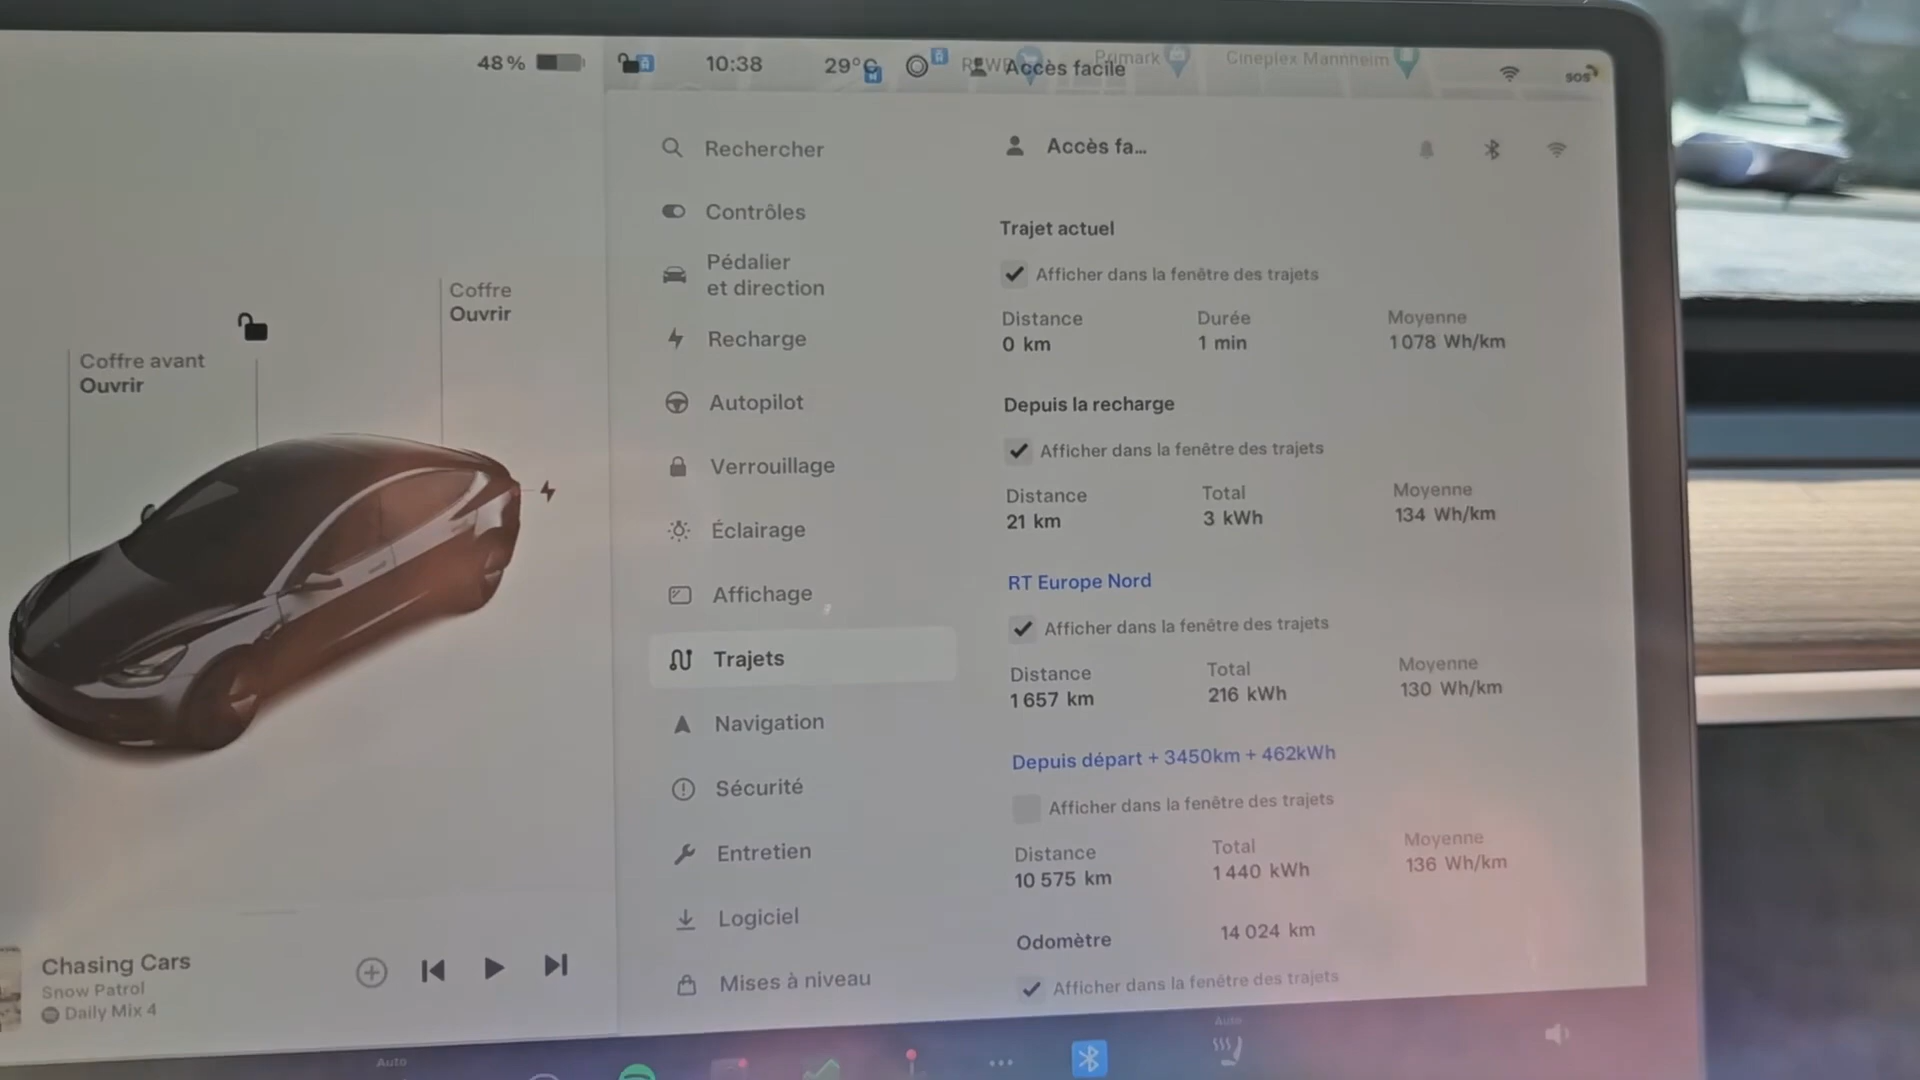 48 %
10:38
29°C
Accès facile
Primark
Cineplex Mannheim
SOS
Coffre
Ouvrir
Coffre avant
Ouvrir
Rechercher
Contrôles
Pédalier
et direction
Recharge
Autopilot
Verrouillage
Éclairage
Affichage
Trajets
Navigation
Sécurité
Entretien
Logiciel
Mises à niveau
Accès fa...
Trajet actuel
Afficher dans la fenêtre des trajets
Distance Durée Moyenne
0 km 1 min 1 078 Wh/km
Depuis la recharge
Afficher dans la fenêtre des trajets
Distance Total Moyenne
21 km 3 kWh 134 Wh/km
RT Europe Nord
Afficher dans la fenêtre des trajets
Distance Total Moyenne
1 657 km 216 kWh 130 Wh/km
Depuis départ + 3450km + 462kWh
Afficher dans la fenêtre des trajets
Distance Total Moyenne
10 575 km 1 440 kWh 136 Wh/km
Odomètre 14 024 km
Afficher dans la fenêtre des trajets
Chasing Cars
Snow Patrol
Daily Mix 4
Auto
Auto